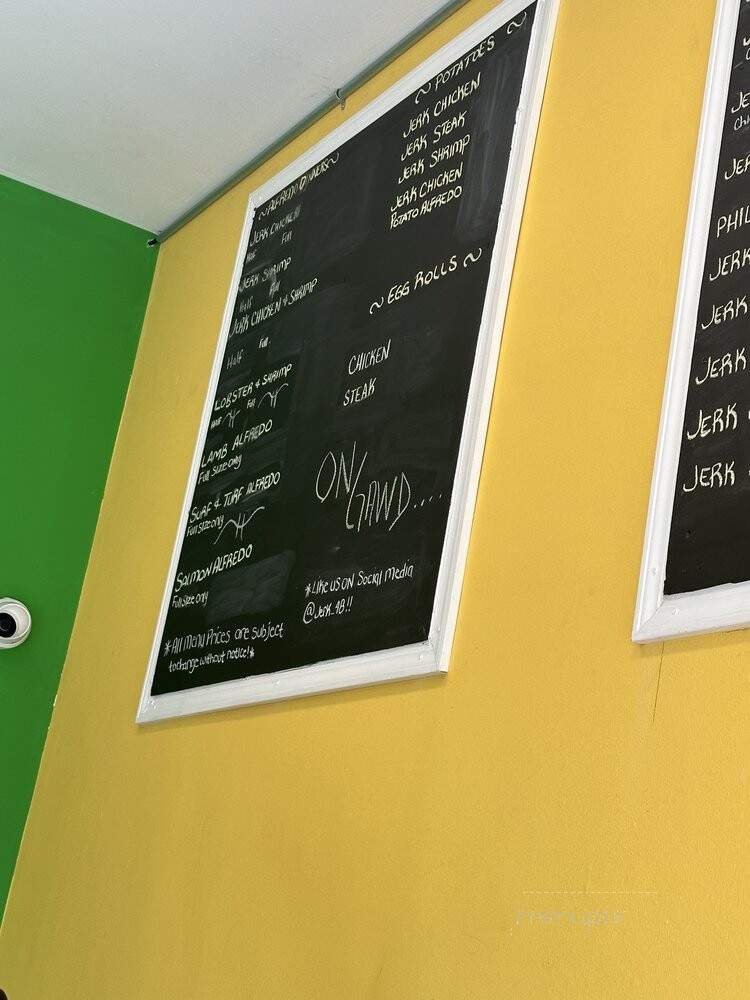 ~ALFREDO DINNERS~
JERK CHICKEN
Half Full
JERK SHRIMP
Half Full
JERK CHICKEN & SHRIMP
Half Full
LOBSTER & SHRIMP
Half Full
LAMB ALFREDO
Full size only
SURF & TURF ALFREDO
Full size only
SALMON ALFREDO
Full size only
*All Menu Prices are subject
to change without notice!*
~ POTATOES ~
JERK CHICKEN
JERK STEAK
JERK SHRIMP
JERK CHICKEN
POTATO ALFREDO
~ EGG ROLLS ~
CHICKEN
STEAK
ON/
GAWD....
*Like us on Social Media
@Jerk_48!!
JERK
PHIL
JERK
JERK
JERK
JERK
JERK